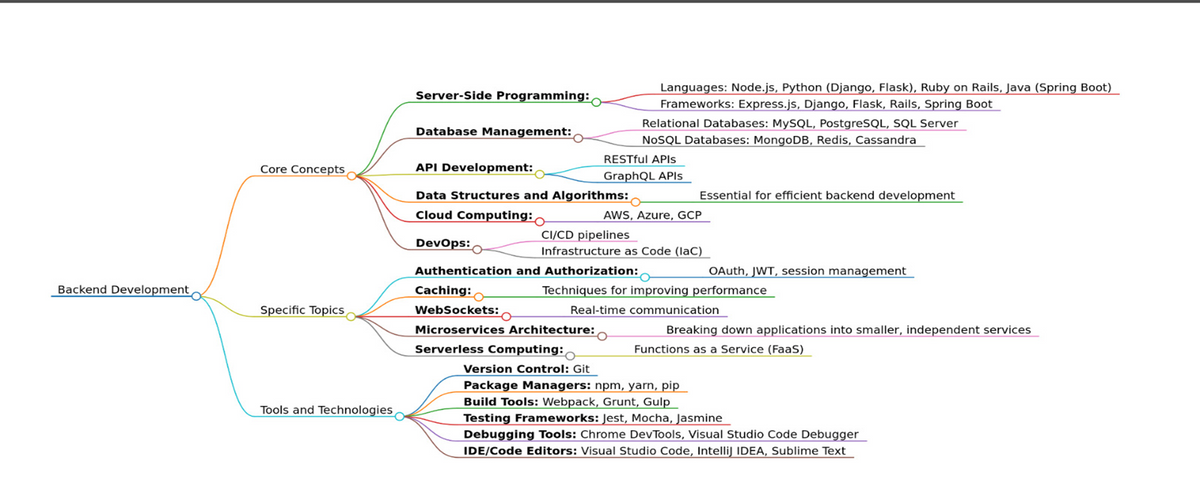 Backend Development
Core Concepts
Server-Side Programming:
Languages: Node.js, Python (Django, Flask), Ruby on Rails, Java (Spring Boot)
Frameworks: Express.js, Django, Flask, Rails, Spring Boot
Database Management:
Relational Databases: MySQL, PostgreSQL, SQL Server
NoSQL Databases: MongoDB, Redis, Cassandra
API Development:
RESTful APIs
GraphQL APIs
Data Structures and Algorithms:
Essential for efficient backend development
Cloud Computing:
AWS, Azure, GCP
DevOps:
CI/CD pipelines
Infrastructure as Code (IaC)
Specific Topics
Authentication and Authorization:
OAuth, JWT, session management
Caching:
Techniques for improving performance
WebSockets:
Real-time communication
Microservices Architecture:
Breaking down applications into smaller, independent services
Serverless Computing:
Functions as a Service (FaaS)
Tools and Technologies
Version Control: Git
Package Managers: npm, yarn, pip
Build Tools: Webpack, Grunt, Gulp
Testing Frameworks: Jest, Mocha, Jasmine
Debugging Tools: Chrome DevTools, Visual Studio Code Debugger
IDE/Code Editors: Visual Studio Code, IntelliJ IDEA, Sublime Text